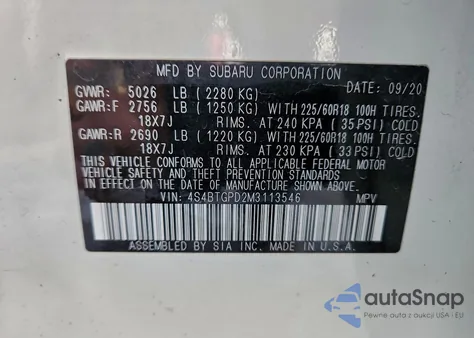 MFD BY SUBARU CORPORATION
GVWR: 5026 LB (2280 KG) DATE: 09/20
GAWR:F 2756 LB (1250 KG) WITH 225/60R18 100H TIRES.
18X7J RIMS. AT 240 KPA (35PSI) COLD
GAWR:R 2690 LB (1220 KG) WITH 225/60R18 100H TIRES.
18X7J RIMS. AT 230 KPA (33PSI) COLD
THIS VEHICLE CONFORMS TO ALL APPLICABLE FEDERAL MOTOR
VEHICLE SAFETY, BUMPER, AND THEFT PREVENTION STANDARDS
IN EFFECT ON THE DATE OF MANUFACTURE SHOWN ABOVE.
VIN: 4S4BTGPD2M3113546 MPV
ASSEMBLED BY SIA INC. MADE IN U.S.A.
autoSnap
Pewne auta z aukcji USA i EU